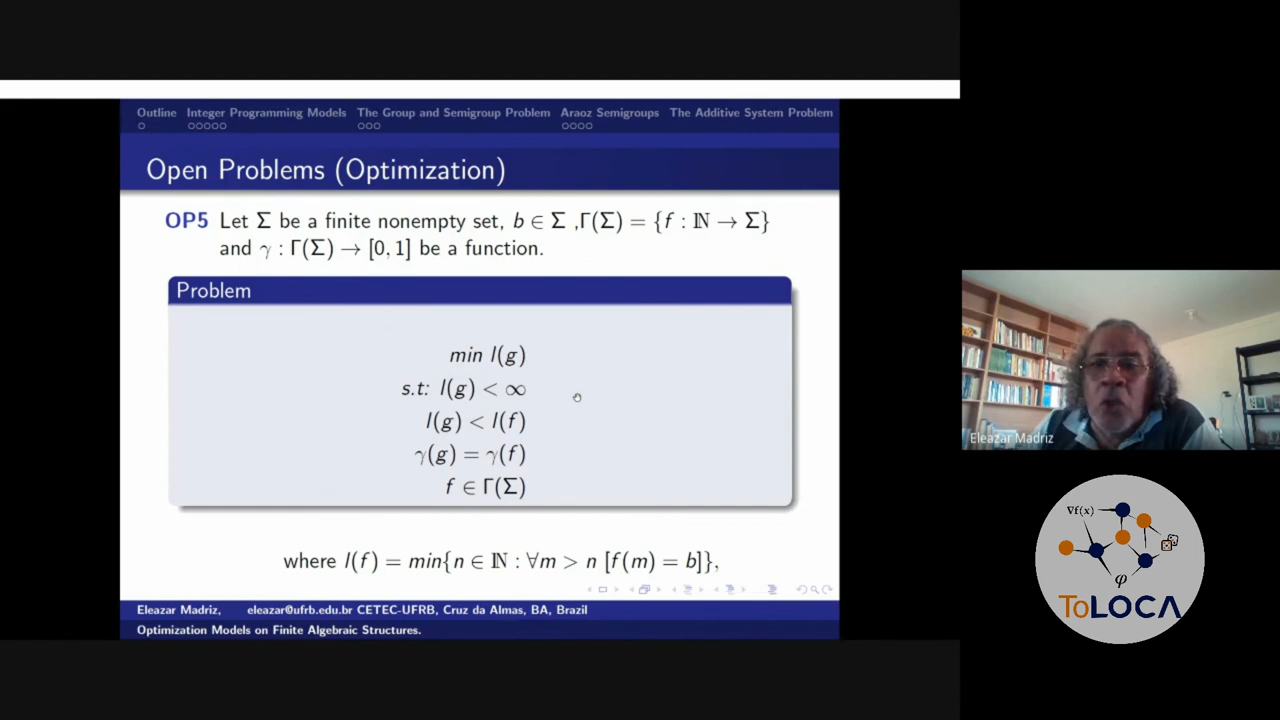 Outline Integer Programming Models The Group and Semigroup Problem Araoz Semigroups The Additive System Problem
Open Problems (Optimization)
OP5 Let Σ be a finite nonempty set, b ∈ Σ ,Γ(Σ) = {f : ℕ → Σ}
and γ : Γ(Σ) → [0, 1] be a function.
Problem
min l(g)
s.t: l(g) < ∞
l(g) < l(f)
γ(g) = γ(f)
f ∈ Γ(Σ)
where l(f) = min{n ∈ ℕ : ∀m > n [f(m) = b]},
Eleazar Madriz, eleazar@ufrb.edu.br CETEC-UFRB, Cruz da Almas, BA, Brazil
Optimization Models on Finite Algebraic Structures.
Eleazar Madriz
∇f(x)
φ
ToLOCA